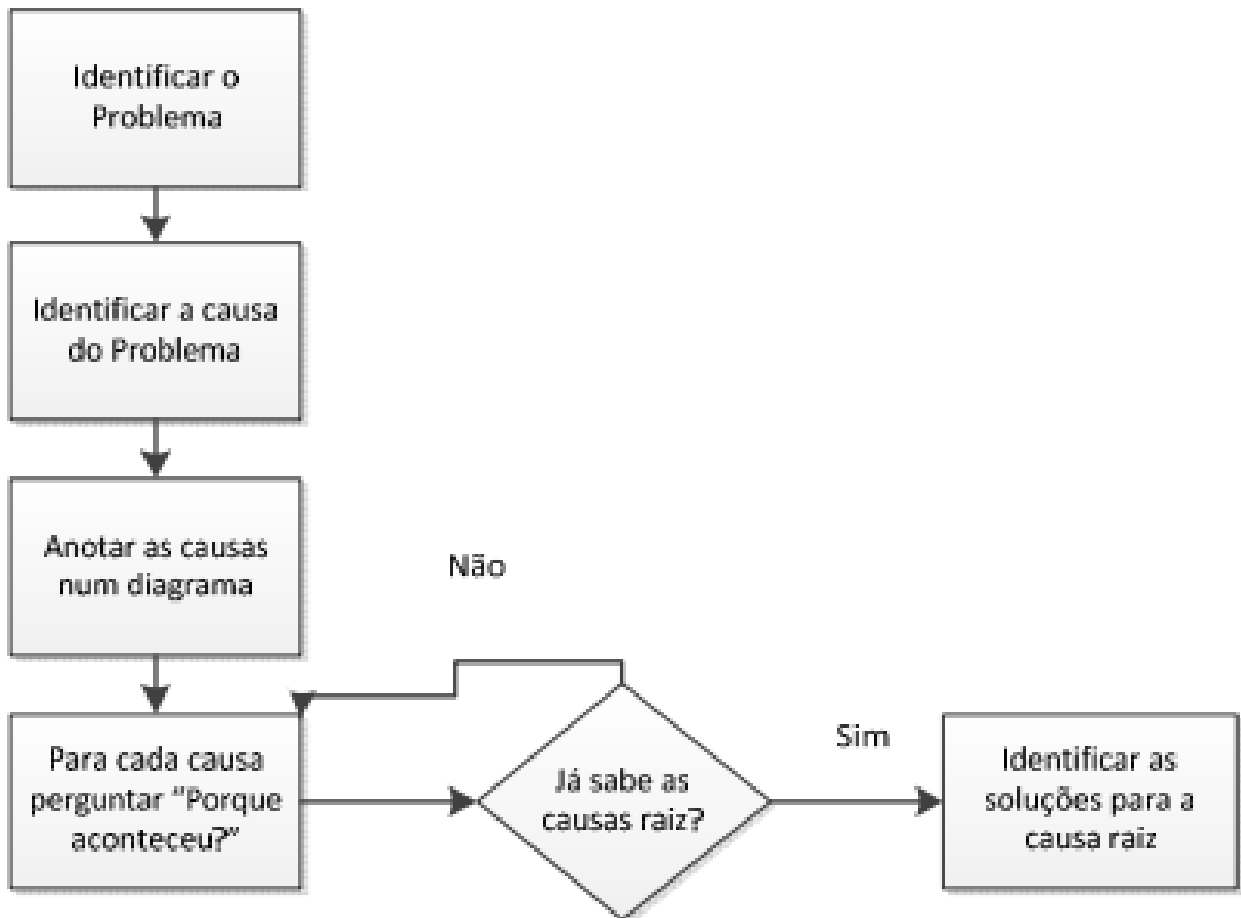 Identificar o
Problema
Identificar a causa
do Problema
Anotar as causas
num diagrama
Não
Para cada causa
perguntar “Porque
aconteceu?”
Já sabe as
causas raiz?
Sim
Identificar as
soluções para a
causa raiz